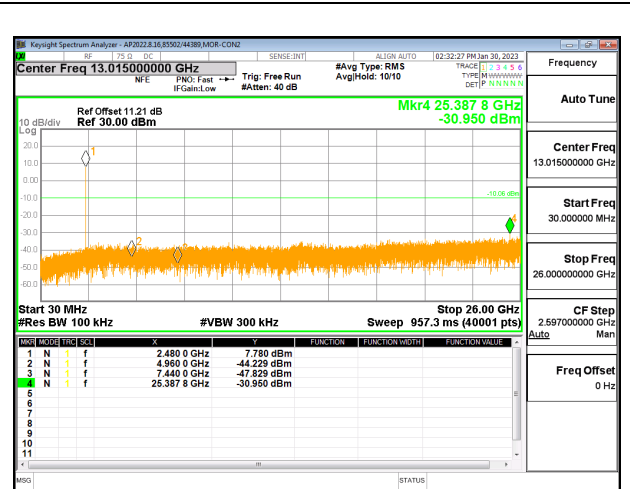 Keysight Spectrum Analyzer - AP2022.8.16,85502/44389,MOR-CON2
RF 75 Ω DC SENSE:INT ALIGN AUTO 02:32:27 PM Jan 30, 2023
Center Freq 13.015000000 GHz
NFE PNO: Fast Trig: Free Run
IFGain:Low #Atten: 40 dB
#Avg Type: RMS
Avg|Hold: 10/10
TRACE 1 2 3 4 5 6
TYPE M WWWWW
DET P N N N N N
Ref Offset 11.21 dB
10 dB/div Ref 30.00 dBm
Mkr4 25.387 8 GHz
-30.950 dBm
Log
20.0
10.0
0.00
-10.0
-20.0
-30.0
-40.0
-50.0
-60.0
1
2
3
4
-10.06 dBm
Start 30 MHz Stop 26.00 GHz
#Res BW 100 kHz #VBW 300 kHz Sweep 957.3 ms (40001 pts)
MKR MODE TRC SCL X Y FUNCTION FUNCTION WIDTH FUNCTION VALUE
1 N 1 f 2.480 0 GHz 7.780 dBm
2 N 1 f 4.960 0 GHz -44.229 dBm
3 N 1 f 7.440 0 GHz -47.829 dBm
4 N 1 f 25.387 8 GHz -30.950 dBm
5
6
7
8
9
10
11
MSG STATUS
Frequency
Auto Tune
Center Freq
13.015000000 GHz
Start Freq
30.000000 MHz
Stop Freq
26.000000000 GHz
CF Step
2.597000000 GHz
Auto Man
Freq Offset
0 Hz